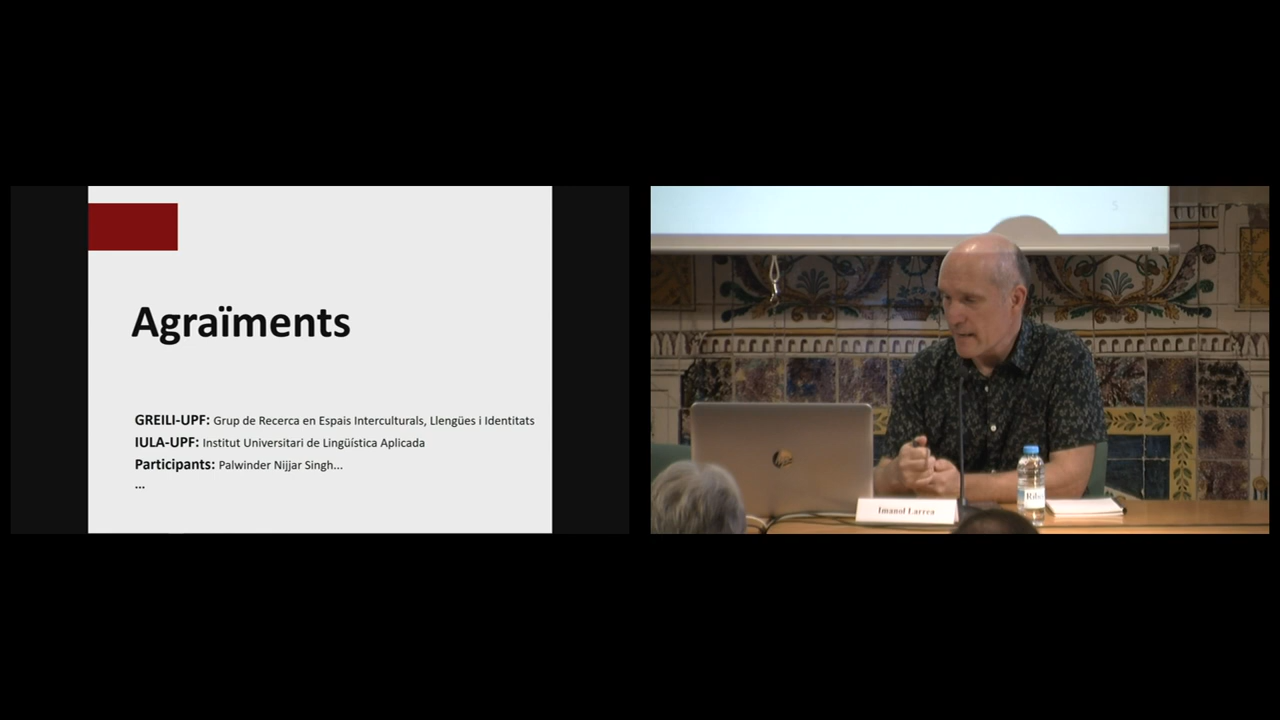 Agraïments
GREILI-UPF: Grup de Recerca en Espais Interculturals, Llengües i Identitats
IULA-UPF: Institut Universitari de Lingüística Aplicada
Participants: Palwinder Nijjar Singh...
...
5
Imanol Larrea